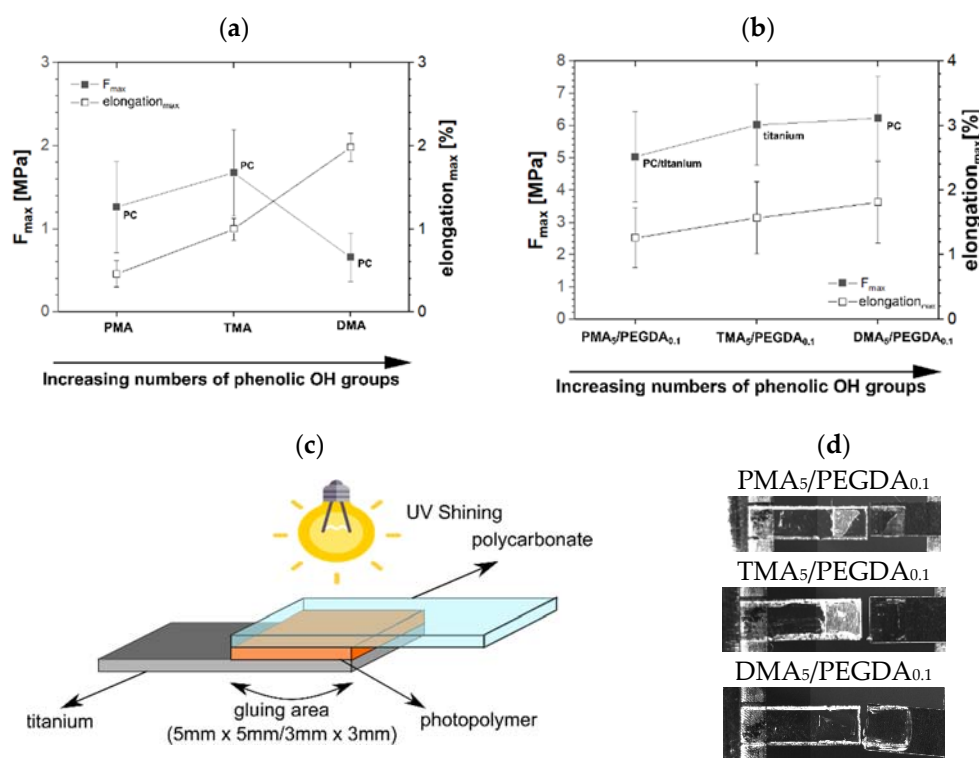 (a)
(b)
3
2
1
0
F_max [MPa]
F_max
elongation_max
PC
PC
PC
3
2
1
0
elongation_max [%]
PMA
TMA
DMA
Increasing numbers of phenolic OH groups
8
7
6
5
4
3
2
1
0
F_max [MPa]
PC/titanium
titanium
PC
F_max
elongation_max
4
3
2
1
0
elongation_max [%]
PMA₅/PEGDA₀.₁
TMA₅/PEGDA₀.₁
DMA₅/PEGDA₀.₁
Increasing numbers of phenolic OH groups
(c)
UV Shining
polycarbonate
titanium
gluing area
(5mm x 5mm/3mm x 3mm)
photopolymer
(d)
PMA₅/PEGDA₀.₁
TMA₅/PEGDA₀.₁
DMA₅/PEGDA₀.₁